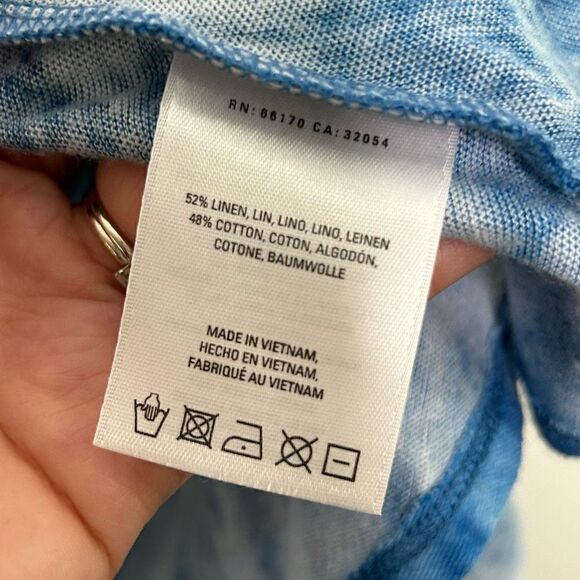 RN: 66170 CA: 32054
52% LINEN, LIN, LINO, LINO, LEINEN
48% COTTON, COTON, ALGODÓN,
COTONE, BAUMWOLLE
MADE IN VIETNAM,
HECHO EN VIETNAM,
FABRIQUÉ AU VIETNAM